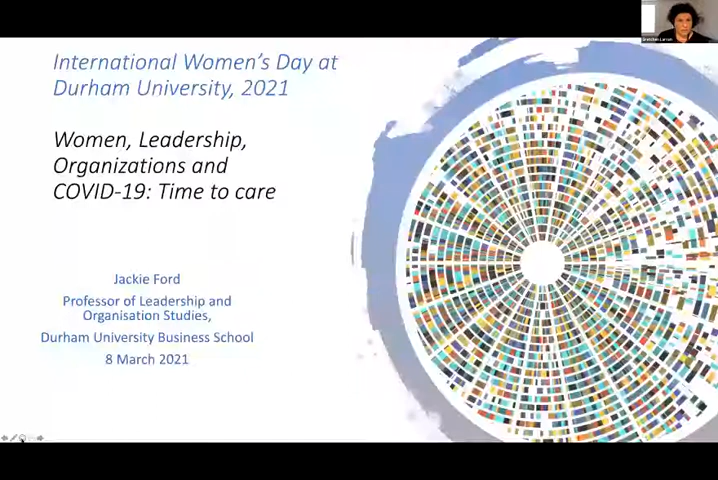 International Women's Day at
Durham University, 2021
Women, Leadership,
Organizations and
COVID-19: Time to care
Jackie Ford
Professor of Leadership and
Organisation Studies,
Durham University Business School
8 March 2021